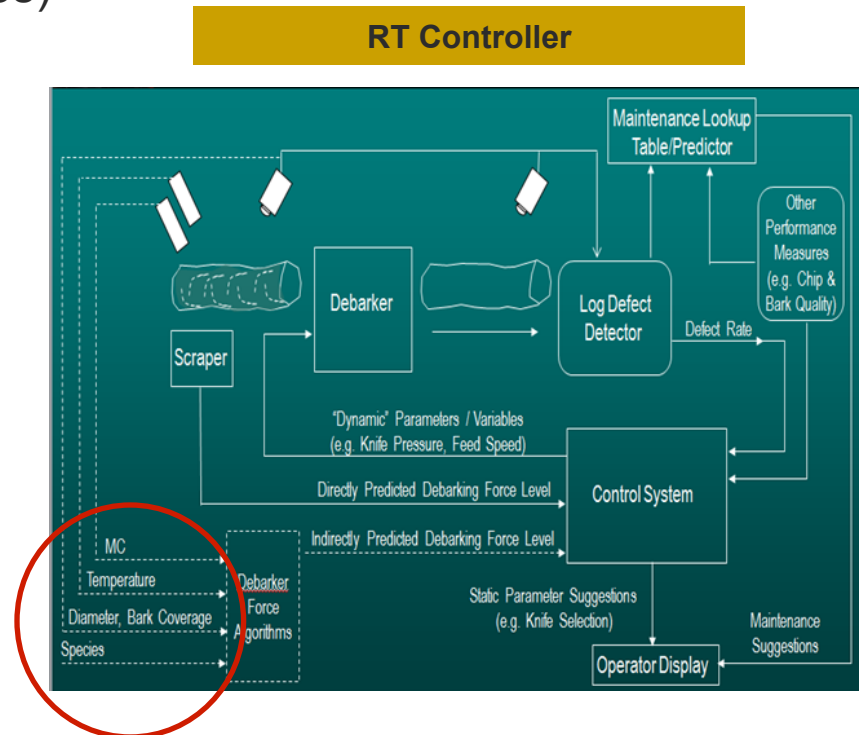 RT Controller
Maintenance Lookup
Table/Predictor
Other
Performance
Measures
(e.g. Chip &
Bark Quality)
Debarker
Log Defect
Detector
Defect Rate
Scraper
"Dynamic" Parameters / Variables
(e.g. Knife Pressure, Feed Speed)
Directly Predicted Debarking Force Level
Control System
Indirectly Predicted Debarking Force Level
MC
Temperature
Diameter, Bark Coverage
Species
Debarker
Force
Algorithms
Static Parameter Suggestions
(e.g. Knife Selection)
Maintenance
Suggestions
Operator Display